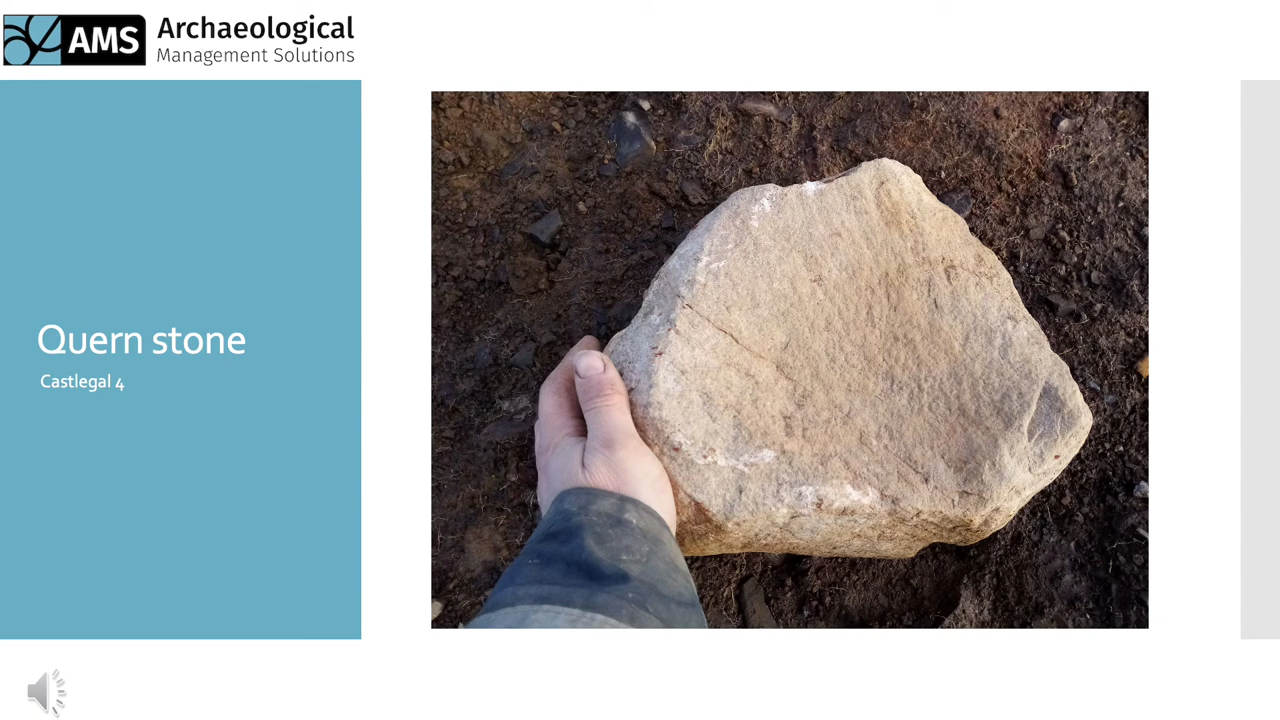 AMS
Archaeological
Management Solutions
Quern stone
Castlegal 4